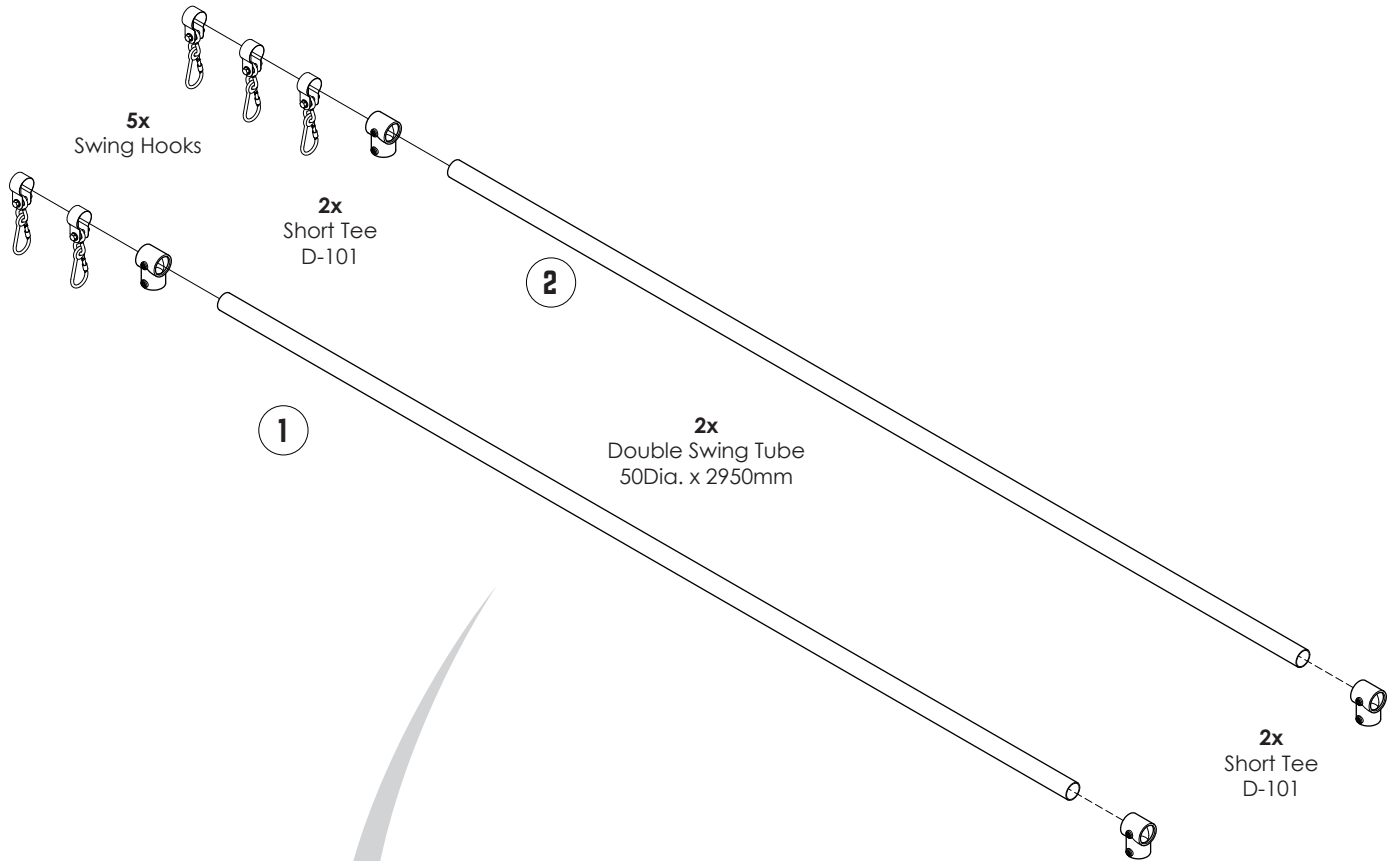 5x
Swing Hooks
2x
Short Tee
D-101
2
1
2x
Double Swing Tube
50Dia. x 2950mm
2x
Short Tee
D-101